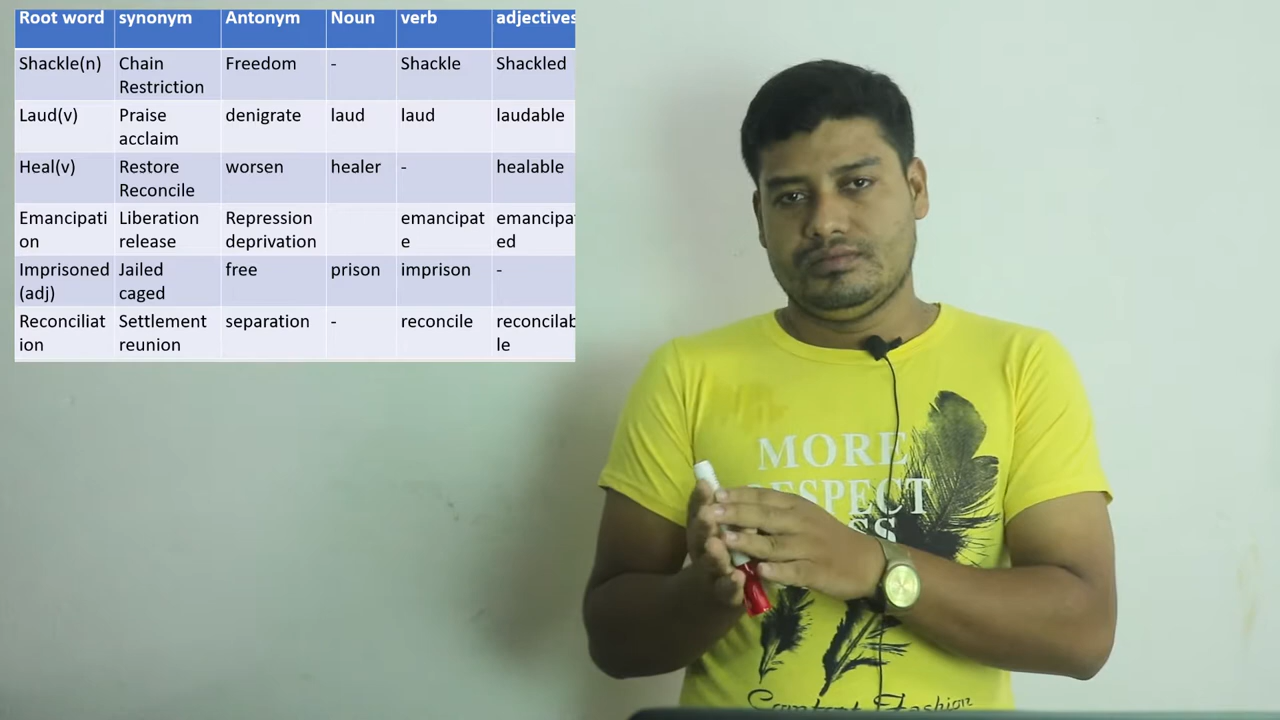 Root word synonym Antonym Noun verb adjectives
Shackle(n) Chain Freedom - Shackle Shackled
Restriction
Laud(v) Praise denigrate laud laud laudable
acclaim
Heal(v) Restore worsen healer - healable
Reconcile
Emancipati Liberation Repression emancipat emancipat
on release deprivation e ed
Imprisoned Jailed free prison imprison -
(adj) caged
Reconciliat Settlement separation - reconcile reconcilab
ion reunion le
MORE
RESPECT
Comfort Fashion